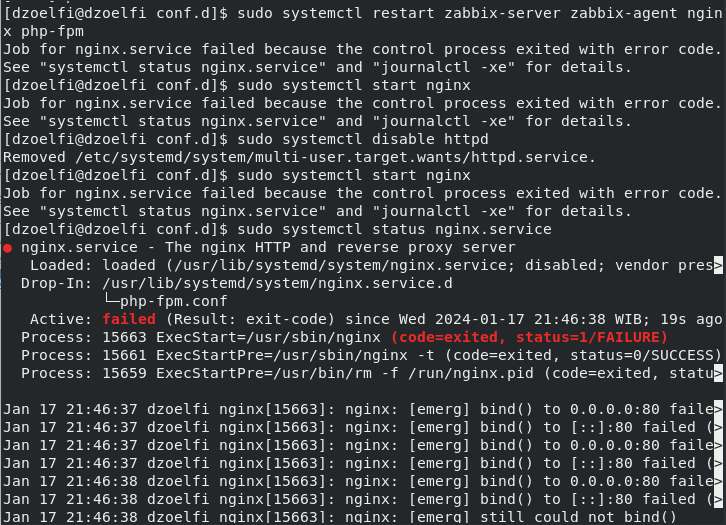 [dzoelfi@dzoelfi conf.d]$ sudo systemctl restart zabbix-server zabbix-agent ngin
x php-fpm
Job for nginx.service failed because the control process exited with error code.
See "systemctl status nginx.service" and "journalctl -xe" for details.
[dzoelfi@dzoelfi conf.d]$ sudo systemctl start nginx
Job for nginx.service failed because the control process exited with error code.
See "systemctl status nginx.service" and "journalctl -xe" for details.
[dzoelfi@dzoelfi conf.d]$ sudo systemctl disable httpd
Removed /etc/systemd/system/multi-user.target.wants/httpd.service.
[dzoelfi@dzoelfi conf.d]$ sudo systemctl start nginx
Job for nginx.service failed because the control process exited with error code.
See "systemctl status nginx.service" and "journalctl -xe" for details.
[dzoelfi@dzoelfi conf.d]$ sudo systemctl status nginx.service
● nginx.service - The nginx HTTP and reverse proxy server
   Loaded: loaded (/usr/lib/systemd/system/nginx.service; disabled; vendor pres>
  Drop-In: /usr/lib/systemd/system/nginx.service.d
           └─php-fpm.conf
   Active: failed (Result: exit-code) since Wed 2024-01-17 21:46:38 WIB; 19s ago
  Process: 15663 ExecStart=/usr/sbin/nginx (code=exited, status=1/FAILURE)
  Process: 15661 ExecStartPre=/usr/sbin/nginx -t (code=exited, status=0/SUCCESS)
  Process: 15659 ExecStartPre=/usr/bin/rm -f /run/nginx.pid (code=exited, statu>
Jan 17 21:46:37 dzoelfi nginx[15663]: nginx: [emerg] bind() to 0.0.0.0:80 faile>
Jan 17 21:46:37 dzoelfi nginx[15663]: nginx: [emerg] bind() to [::]:80 failed (>
Jan 17 21:46:37 dzoelfi nginx[15663]: nginx: [emerg] bind() to 0.0.0.0:80 faile>
Jan 17 21:46:37 dzoelfi nginx[15663]: nginx: [emerg] bind() to [::]:80 failed (>
Jan 17 21:46:38 dzoelfi nginx[15663]: nginx: [emerg] bind() to 0.0.0.0:80 faile>
Jan 17 21:46:38 dzoelfi nginx[15663]: nginx: [emerg] bind() to [::]:80 failed (>
Jan 17 21:46:38 dzoelfi nginx[15663]: nginx: [emerg] still could not bind()